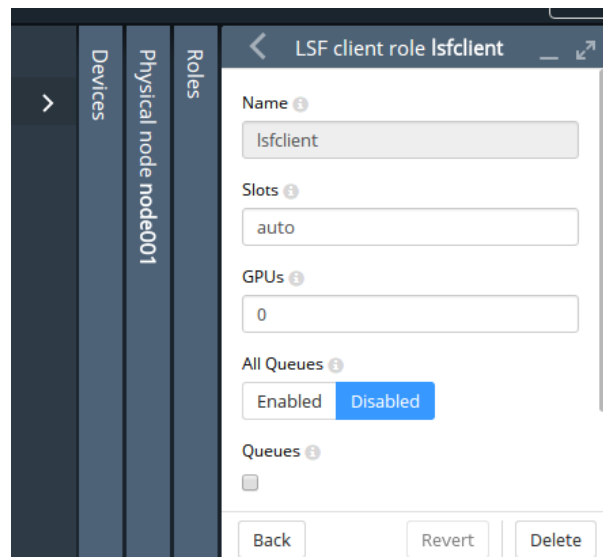 Devices
Physical node node001
Roles
LSF client role lsfclient
Name
lsfclient
Slots
auto
GPUs
0
All Queues
Enabled Disabled
Queues
Back Revert Delete